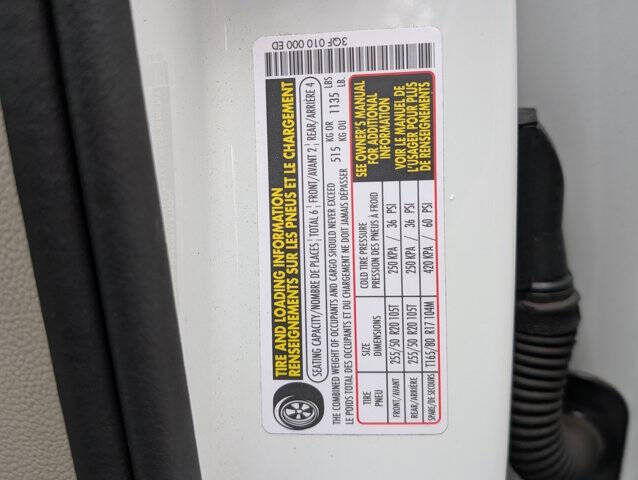 3QF 010 000 ED
TIRE AND LOADING INFORMATION
RENSEIGNEMENTS SUR LES PNEUS ET LE CHARGEMENT
SEATING CAPACITY/NOMBRE DE PLACES | TOTAL 6 | FRONT/AVANT 2 | REAR/ARRIÈRE 4
THE COMBINED WEIGHT OF OCCUPANTS AND CARGO SHOULD NEVER EXCEED 515 KG OR 1135 LBS
LE POIDS TOTAL DES OCCUPANTS ET DU CHARGEMENT NE DOIT JAMAIS DÉPASSER KG OU LB.
TIRE SIZE COLD TIRE PRESSURE
PNEU DIMENSIONS PRESSION DES PNEUS À FROID
FRONT/AVANT 255/50 R20 105T 250 KPA / 36 PSI
REAR/ARRIÈRE 255/50 R20 105T 250 KPA / 36 PSI
SPARE/DE SECOURS T165/80 R17 104M 420 KPA / 60 PSI
SEE OWNER'S MANUAL
FOR ADDITIONAL
INFORMATION
VOIR LE MANUEL DE
L'USAGER POUR PLUS
DE RENSEIGNEMENTS